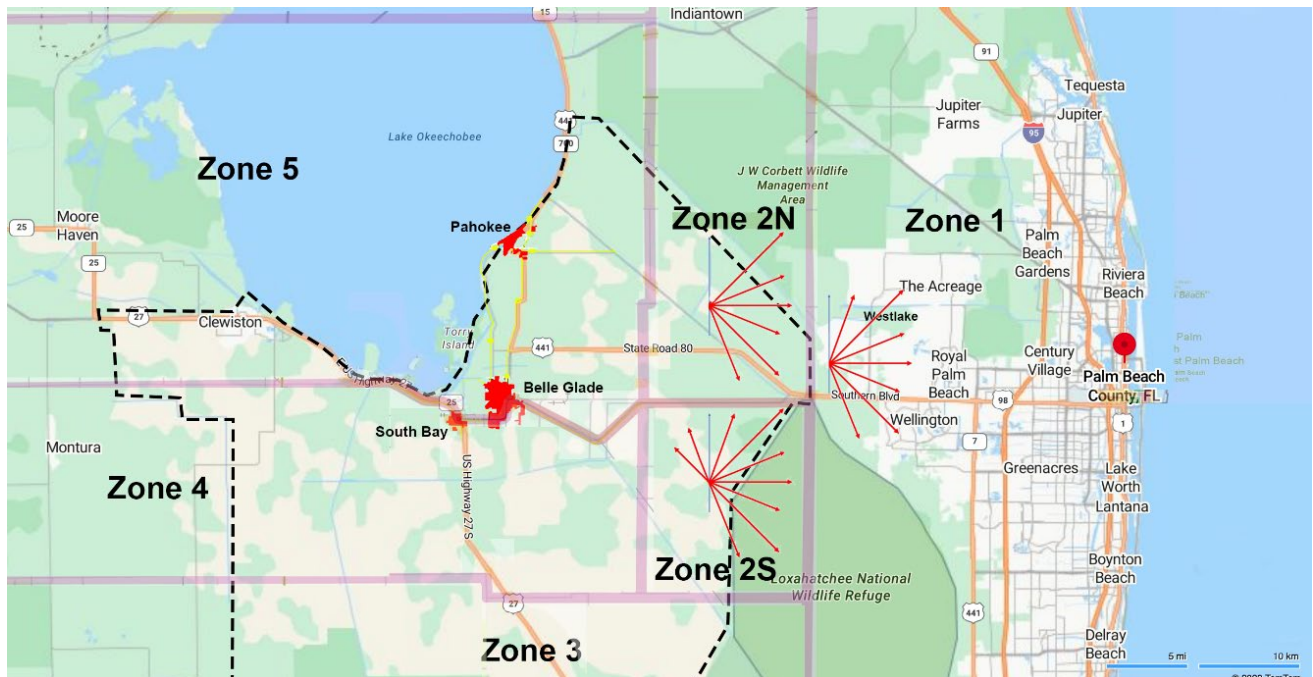 15
Indiantown
91
Tequesta
Jupiter
Farms
Jupiter
95
441
700
Lake Okeechobee
Zone 5
J W Corbett Wildlife
Management
Area
Zone 2N
Zone 1
Moore
Haven
25
25
Pahokee
Palm
Beach
Gardens
Riviera
Beach
The Acreage
Westlake
27
Clewiston
Torry
Island
441
State Road 80
Royal
Palm
Beach
Century
Village
Palm
st Palm Beach
Palm Beach
County, FL
Belle Glade
25
South Bay
Southern Blvd
98
Wellington
7
1
Montura
Zone 4
US Highway 27 S
Greenacres
Lake
Worth
Lantana
Zone 2S
Loxahatchee National
Wildlife Refuge
Boynton
Beach
27
441
Zone 3
Delray
Beach
5 mi
10 km